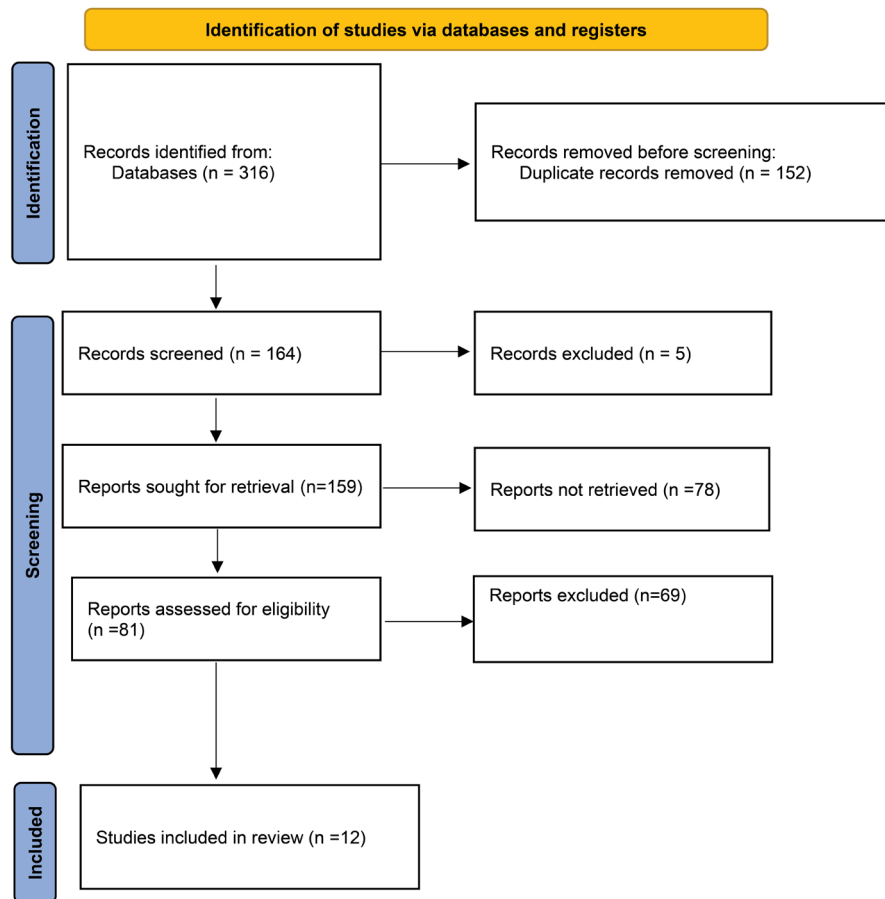 Identification of studies via databases and registers
Identification
Records identified from:
Databases (n = 316)
Records removed before screening:
Duplicate records removed (n = 152)
Screening
Records screened (n = 164)
Records excluded (n = 5)
Reports sought for retrieval (n=159)
Reports not retrieved (n =78)
Reports assessed for eligibility
(n =81)
Reports excluded (n=69)
Included
Studies included in review (n =12)